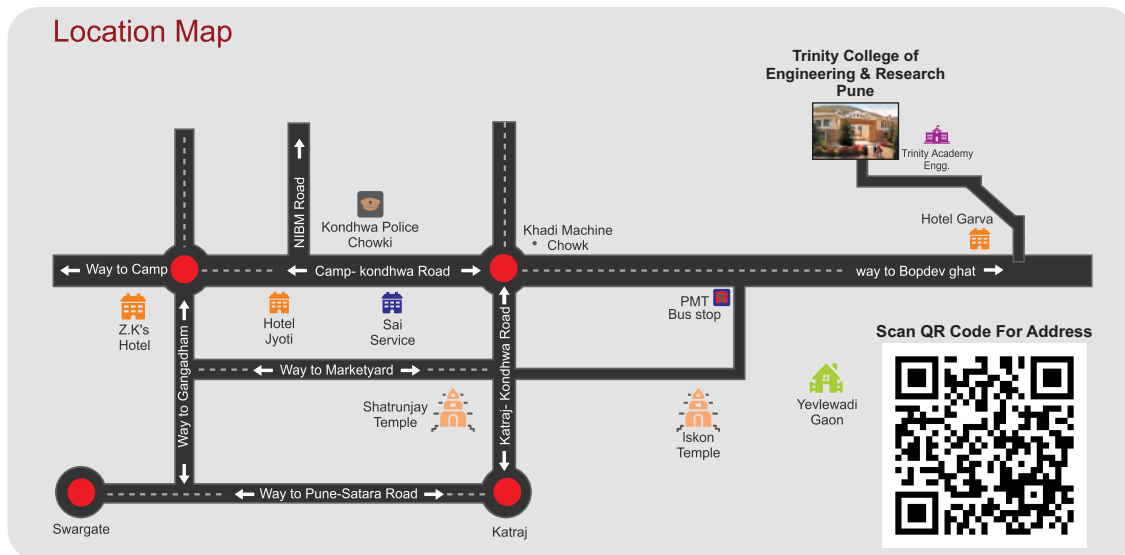 Location Map
Trinity College of
Engineering & Research
Pune
Trinity Academy
Engg.
NIBM Road
Kondhwa Police
Chowki
Hotel Garva
Khadi Machine
Chowk
Way to Camp
Camp- kondhwa Road
way to Bopdev ghat
Z.K's
Hotel
Hotel
Jyoti
Sai
Service
PMT
Bus stop
Way to Gangadham
Katraj- Kondhwa Road
Scan QR Code For Address
Way to Marketyard
Shatrunjay
Temple
Iskon
Temple
Yevlewadi
Gaon
Way to Pune-Satara Road
Swargate
Katraj